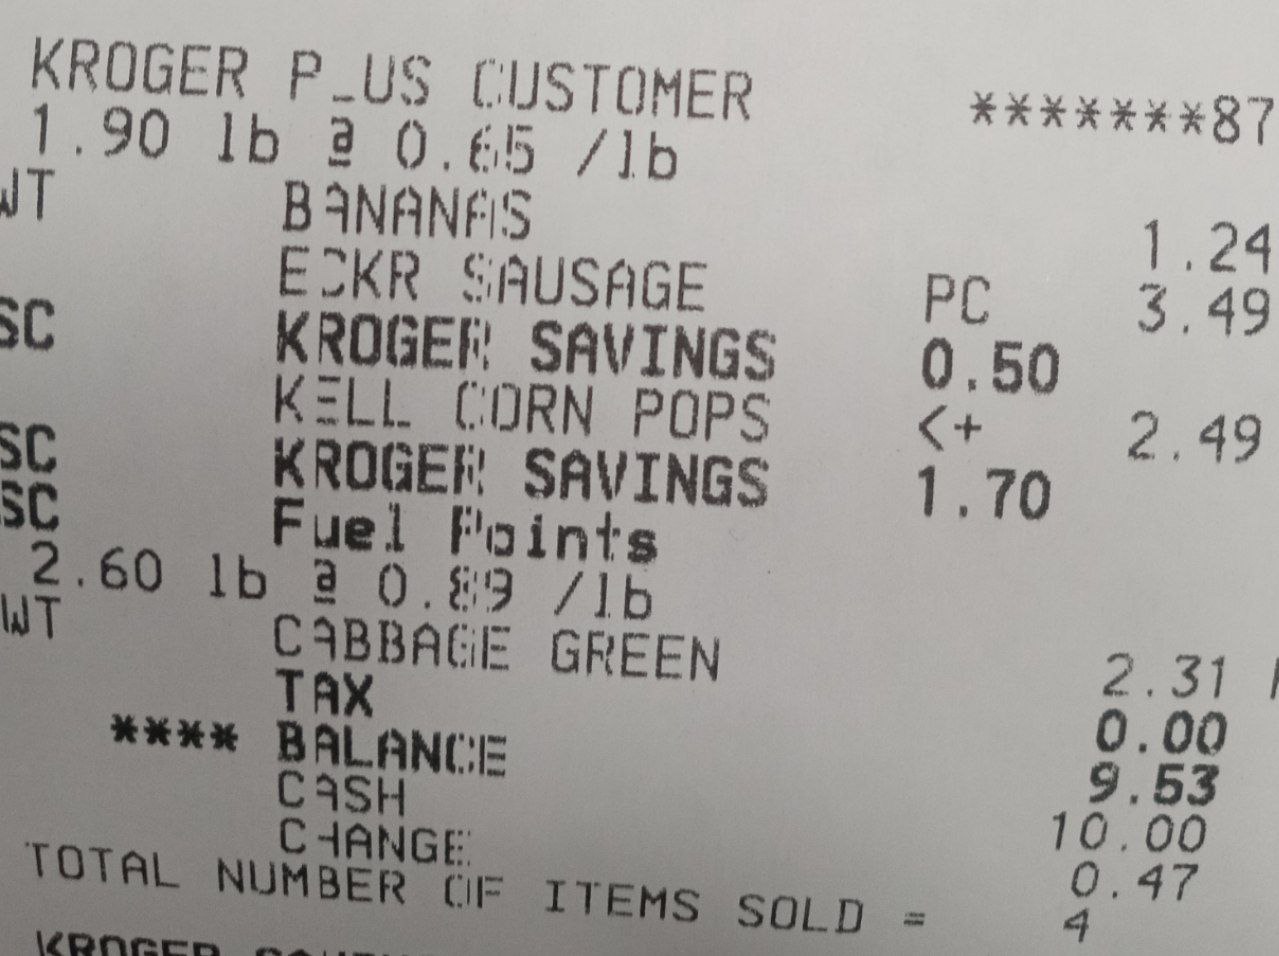 KROGER PLUS CUSTOMER *******87
1.90 lb @ 0.65 /lb
WT BANANAS 1.24
ECKR SAUSAGE PC 3.49
SC KROGER SAVINGS 0.50
KELL CORN POPS <+ 2.49
SC KROGER SAVINGS 1.70
SC Fuel Points
2.60 lb @ 0.89 /lb
WT CABBAGE GREEN 2.31
TAX 0.00
**** BALANCE 9.53
CASH 10.00
CHANGE 0.47
TOTAL NUMBER OF ITEMS SOLD = 4
KROGER